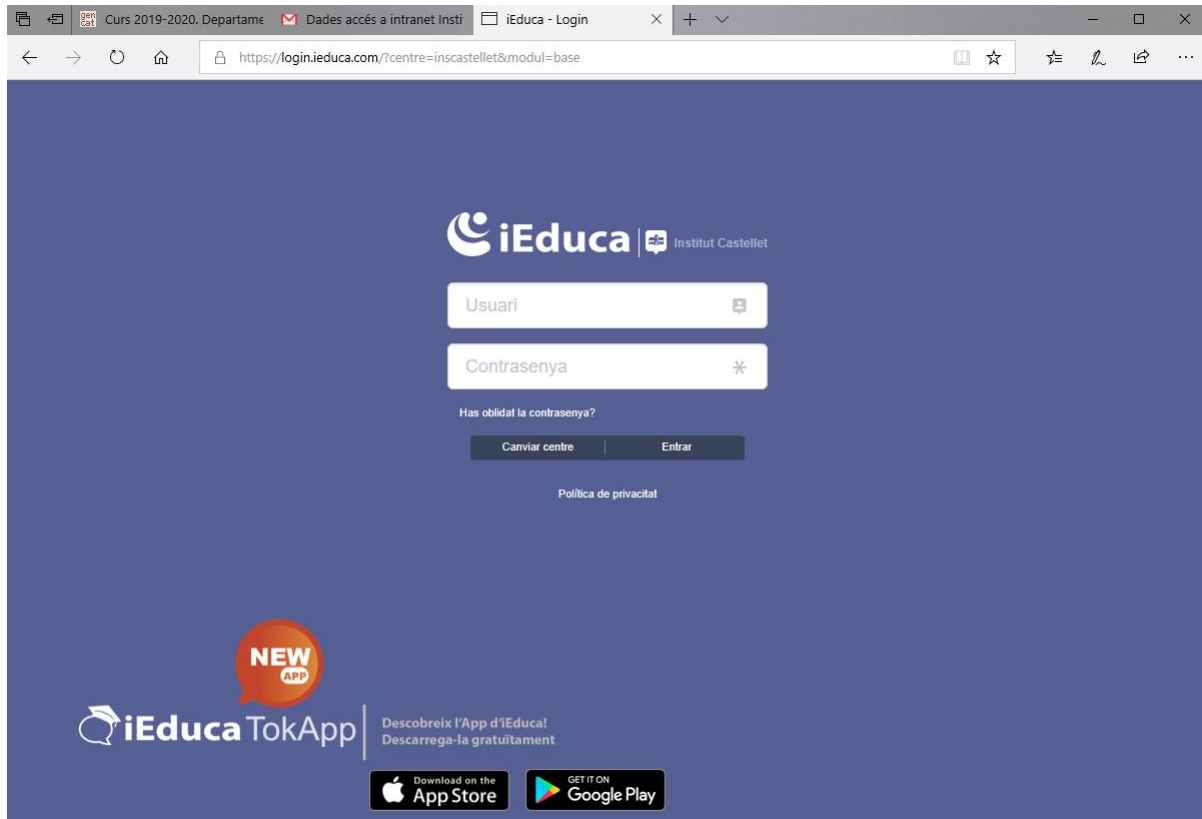 gen cat Curs 2019-2020. Departame
Dades accés a intranet Insti
iEduca - Login
https://login.ieduca.com/?centre=inscastellet&modul=base
iEduca Institut Castellet
Usuari
Contrasenya
Has oblidat la contrasenya?
Canviar centre Entrar
Política de privacitat
NEW
APP
iEduca TokApp
Descobreix l'App d'iEduca!
Descarrega-la gratuïtament
Download on the
App Store
GET IT ON
Google Play